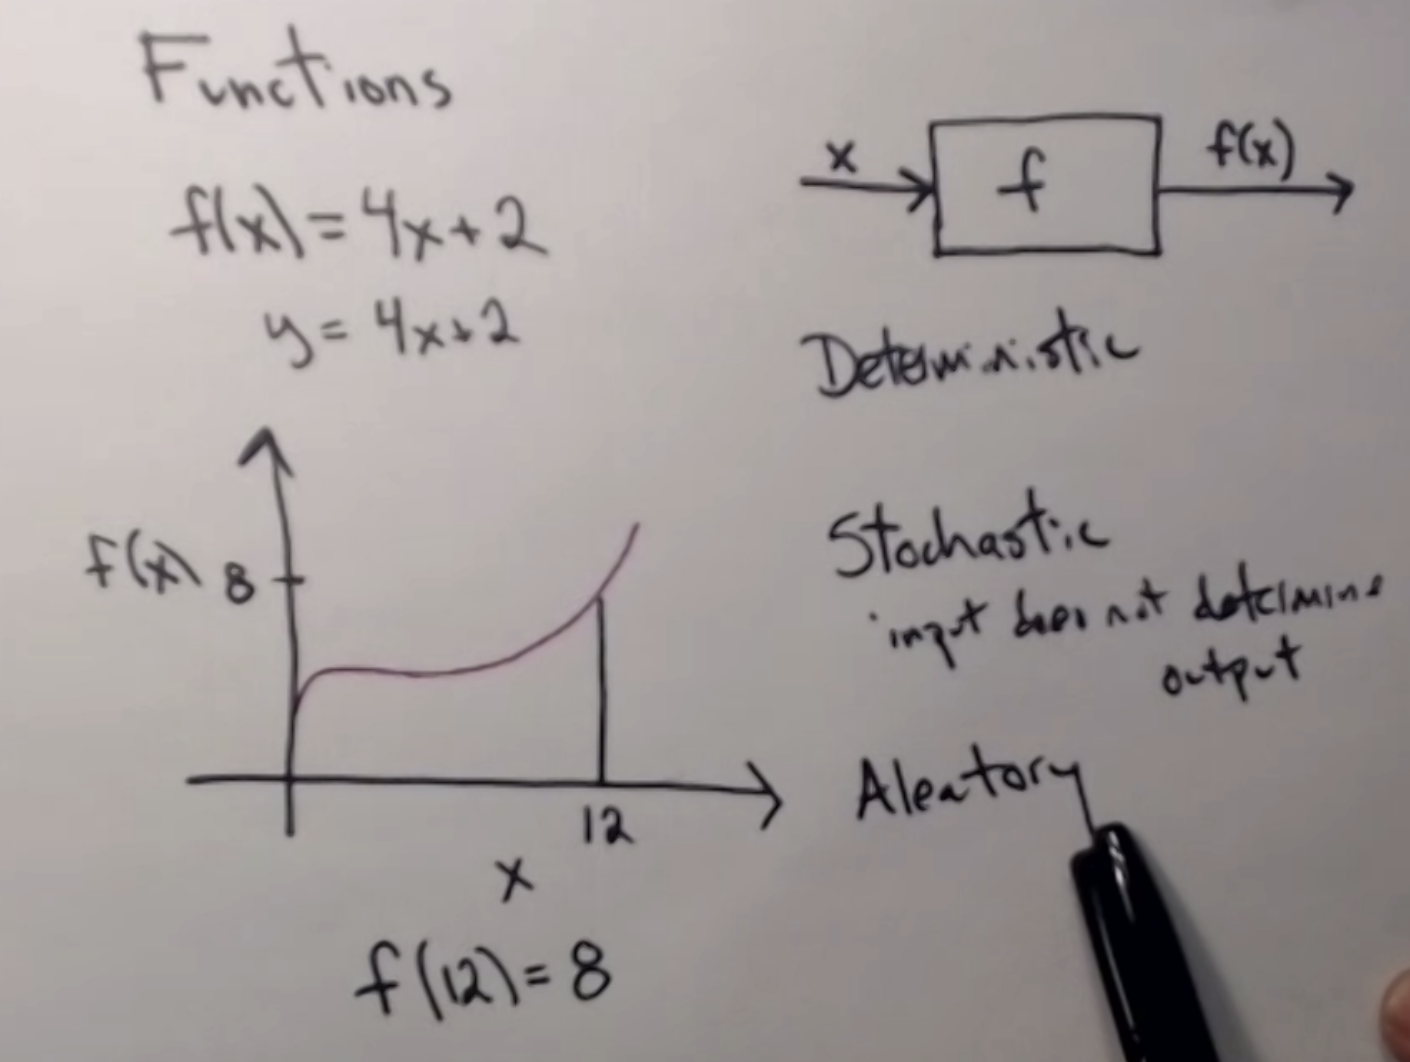 Functions
f(x) = 4x+2
y = 4x+2
f(x)
8
12
x
f(12) = 8
x
f
f(x)
Deterministic
Stochastic
input does not determine
output
Aleatory